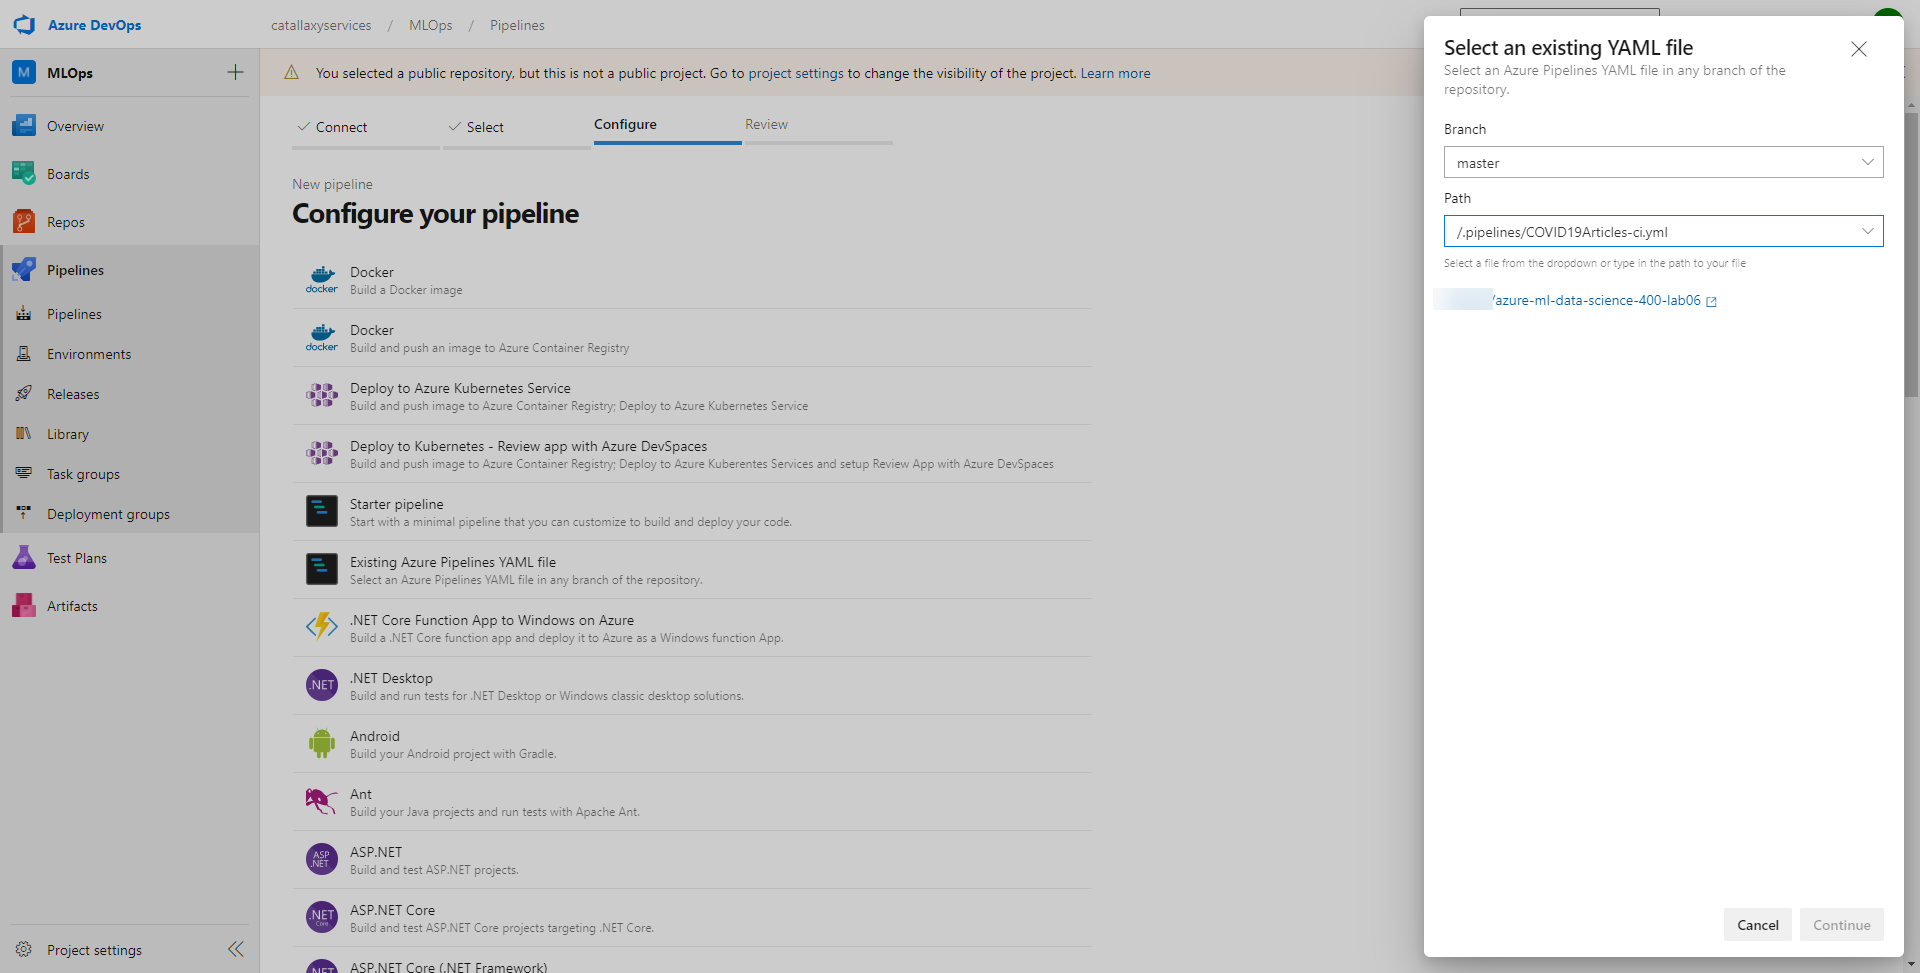 Azure DevOps
catallaxyservices / MLOps / Pipelines
M MLOps
Overview
Boards
Repos
Pipelines
Pipelines
Environments
Releases
Library
Task groups
Deployment groups
Test Plans
Artifacts
Project settings
You selected a public repository, but this is not a public project. Go to project settings to change the visibility of the project. Learn more
Connect
Select
Configure
Review
New pipeline
Configure your pipeline
docker
Docker
Build a Docker image
docker
Docker
Build and push an image to Azure Container Registry
Deploy to Azure Kubernetes Service
Build and push image to Azure Container Registry; Deploy to Azure Kubernetes Service
Deploy to Kubernetes - Review app with Azure DevSpaces
Build and push image to Azure Container Registry; Deploy to Azure Kuberentes Services and setup Review App with Azure DevSpaces
Starter pipeline
Start with a minimal pipeline that you can customize to build and deploy your code.
Existing Azure Pipelines YAML file
Select an Azure Pipelines YAML file in any branch of the repository.
.NET Core Function App to Windows on Azure
Build a .NET Core function app and deploy it to Azure as a Windows function App.
.NET
.NET Desktop
Build and run tests for .NET Desktop or Windows classic desktop solutions.
Android
Build your Android project with Gradle.
Ant
Build your Java projects and run tests with Apache Ant.
ASP
.NET
ASP.NET
Build and test ASP.NET projects.
.NET
Core
ASP.NET Core
Build and test ASP.NET Core projects targeting .NET Core.
.NET
ASP.NET Core (.NET Framework)
Select an existing YAML file
Select an Azure Pipelines YAML file in any branch of the
repository.
Branch
master
Path
/.pipelines/COVID19Articles-ci.yml
Select a file from the dropdown or type in the path to your file
/azure-ml-data-science-400-lab06
Cancel
Continue